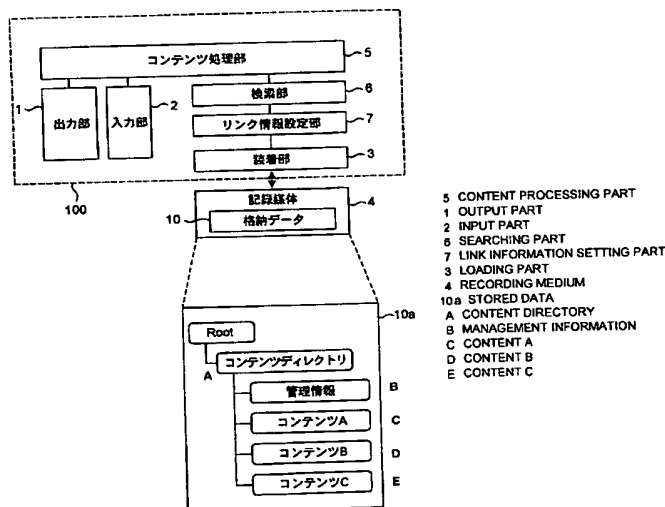 コンテンツ処理部
5
1
出力部
2
入力部
検索部
6
リンク情報設定部
7
装着部
3
100
記録媒体
4
10
格納データ
10a
Root
A
コンテンツディレクトリ
管理情報
B
コンテンツA
C
コンテンツB
D
コンテンツC
E
5 CONTENT PROCESSING PART
1 OUTPUT PART
2 INPUT PART
6 SEARCHING PART
7 LINK INFORMATION SETTING PART
3 LOADING PART
4 RECORDING MEDIUM
10a STORED DATA
A CONTENT DIRECTORY
B MANAGEMENT INFORMATION
C CONTENT A
D CONTENT B
E CONTENT C